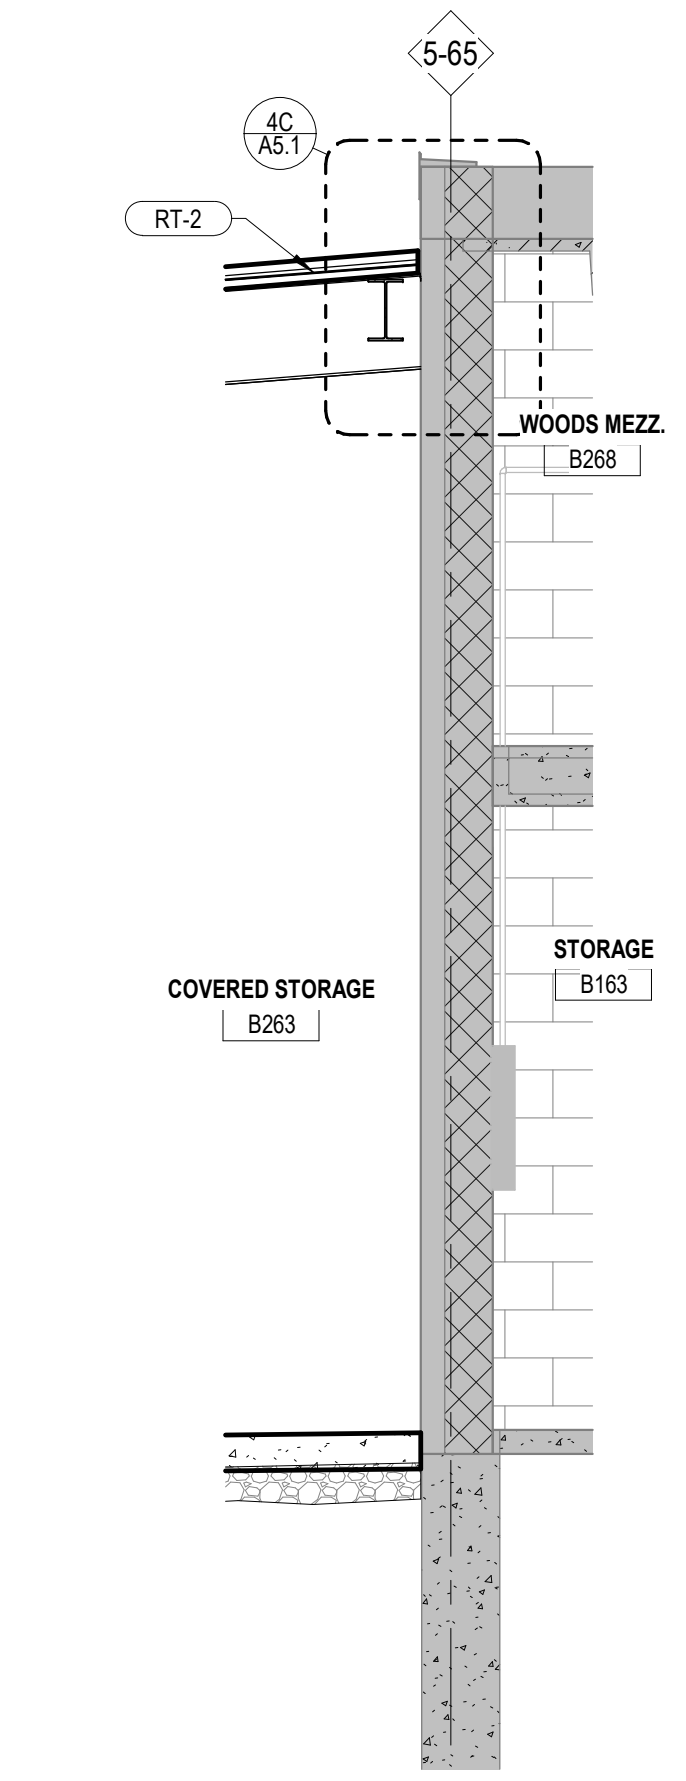 5-65
4C
A5.1
RT-2
WOODS MEZZ.
B268
STORAGE
B163
COVERED STORAGE
B263